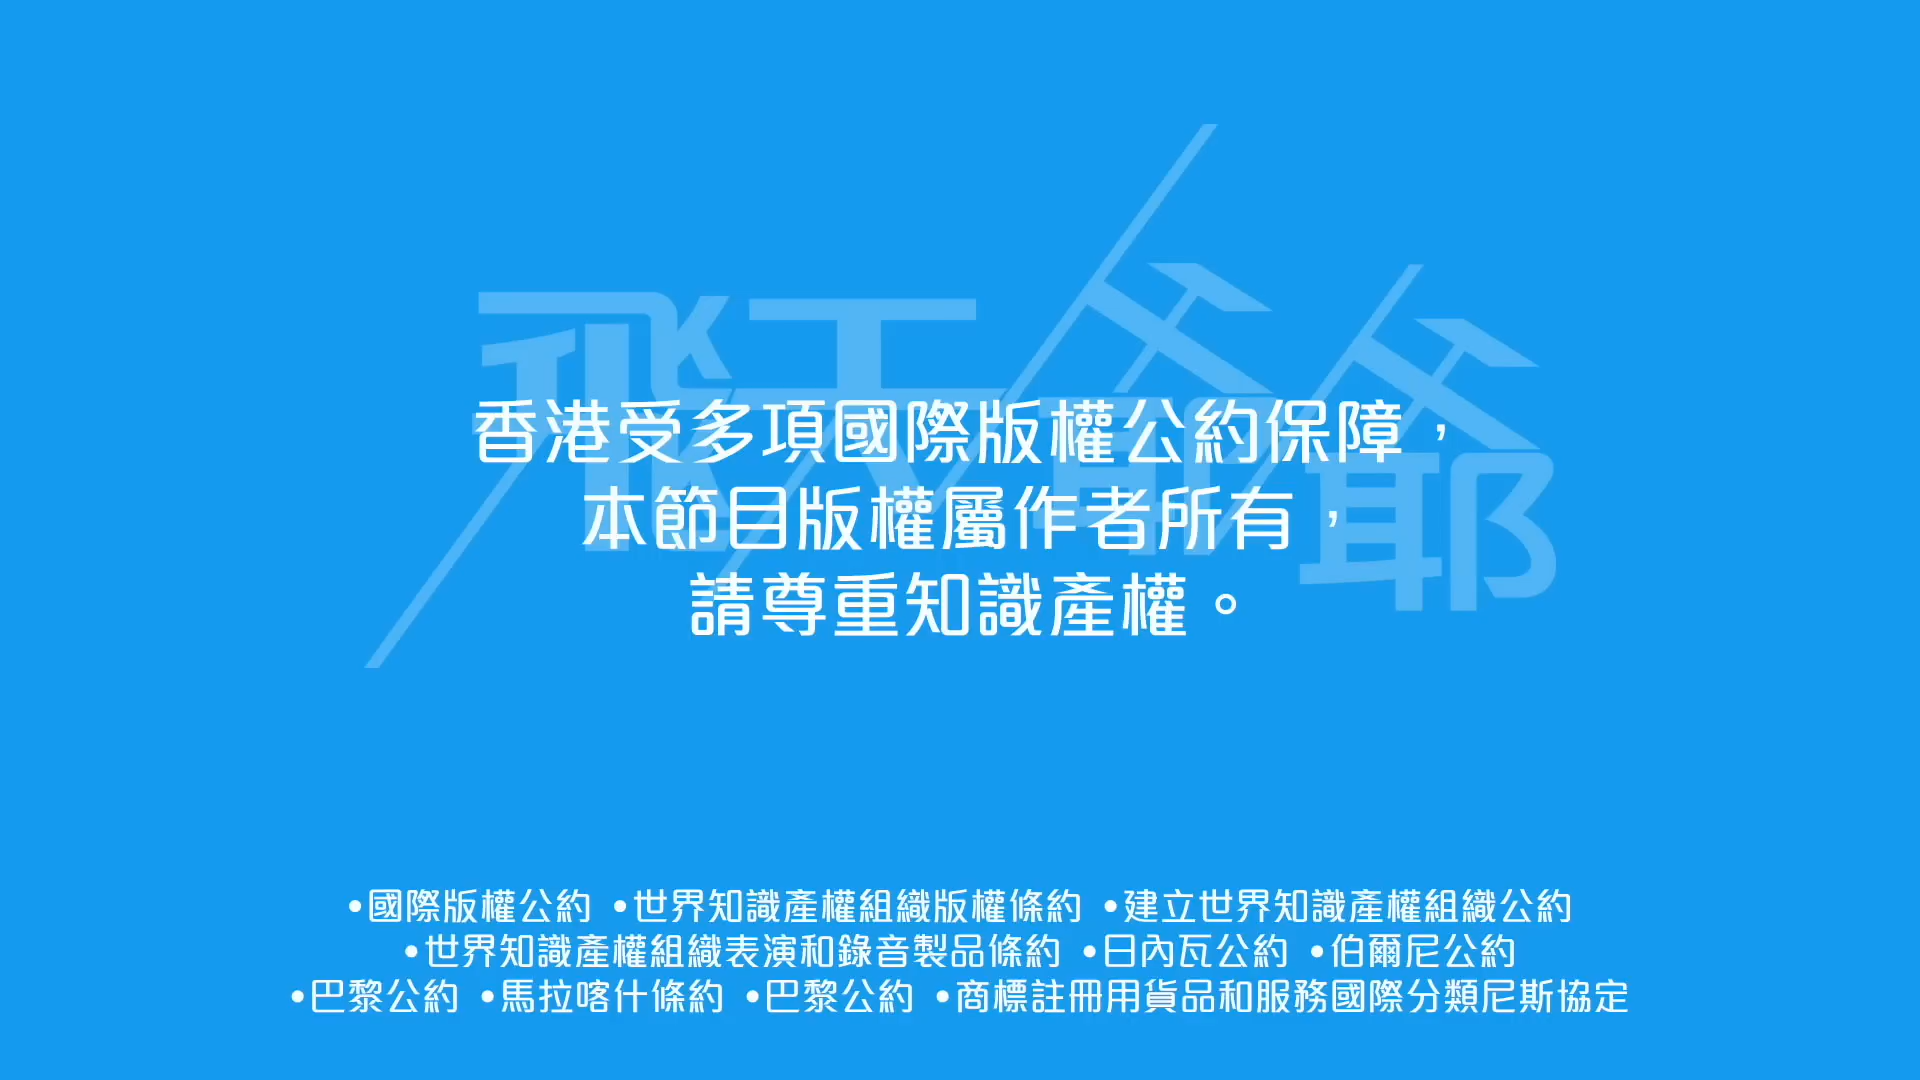 飛天爺爺
香港受多項國際版權公約保障，
本節目版權屬作者所有，
請尊重知識產權。
•國際版權公約 •世界知識產權組織版權條約 •建立世界知識產權組織公約
•世界知識產權組織表演和錄音製品條約 •日內瓦公約 •伯爾尼公約
•巴黎公約 •馬拉喀什條約 •巴黎公約 •商標註冊用貨品和服務國際分類尼斯協定